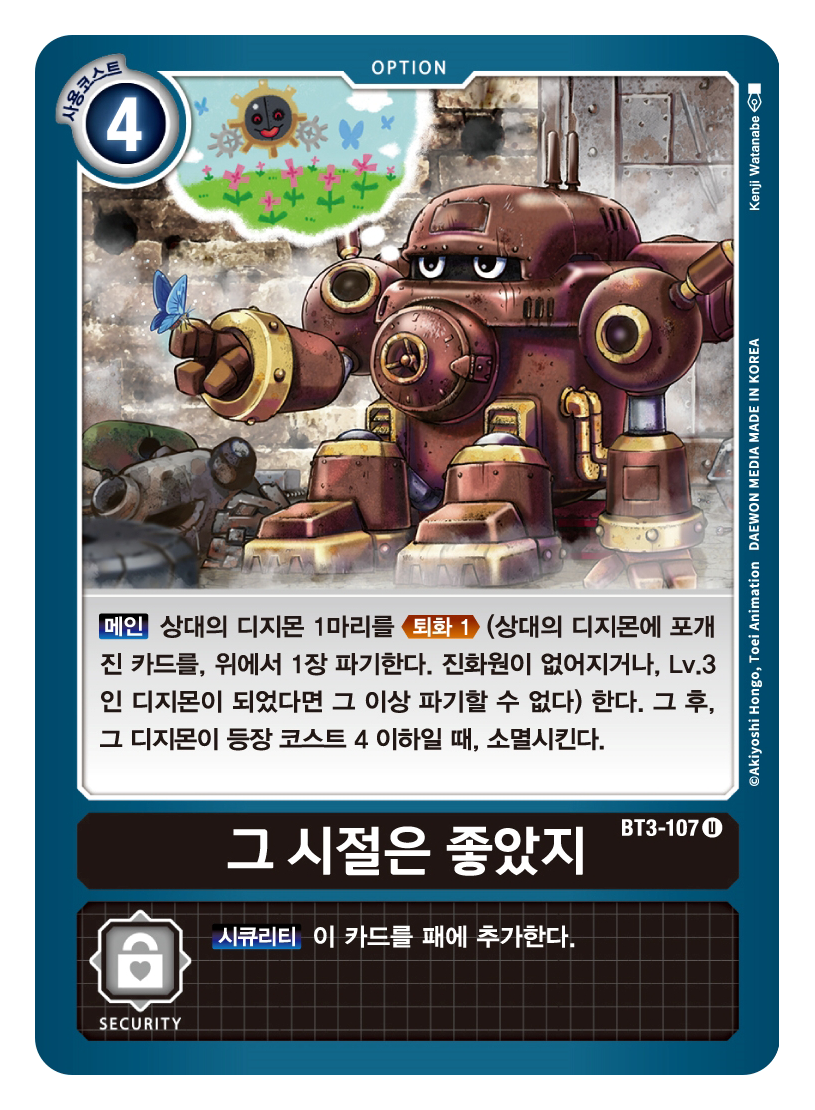 OPTION
사용코스트
4
Kenji Watanabe
메인 상대의 디지몬 1마리를 퇴화 1 (상대의 디지몬에 포개
진 카드를, 위에서 1장 파기한다. 진화원이 없어지거나, Lv.3
인 디지몬이 되었다면 그 이상 파기할 수 없다) 한다. 그 후,
그 디지몬이 등장 코스트 4 이하일 때, 소멸시킨다.
©Akiyoshi Hongo, Toei Animation DAEWON MEDIA MADE IN KOREA
BT3-107 U
그 시절은 좋았지
시큐리티 이 카드를 패에 추가한다.
SECURITY